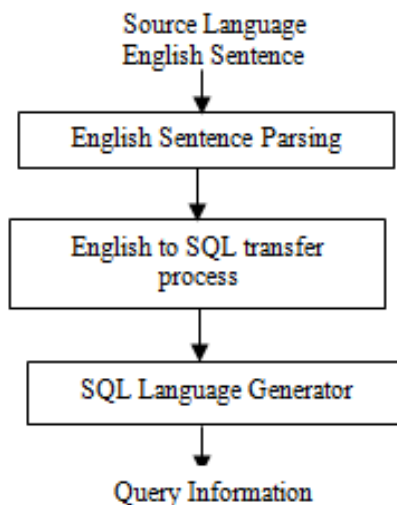 Source Language
English Sentence
English Sentence Parsing
English to SQL transfer
process
SQL Language Generator
Query Information